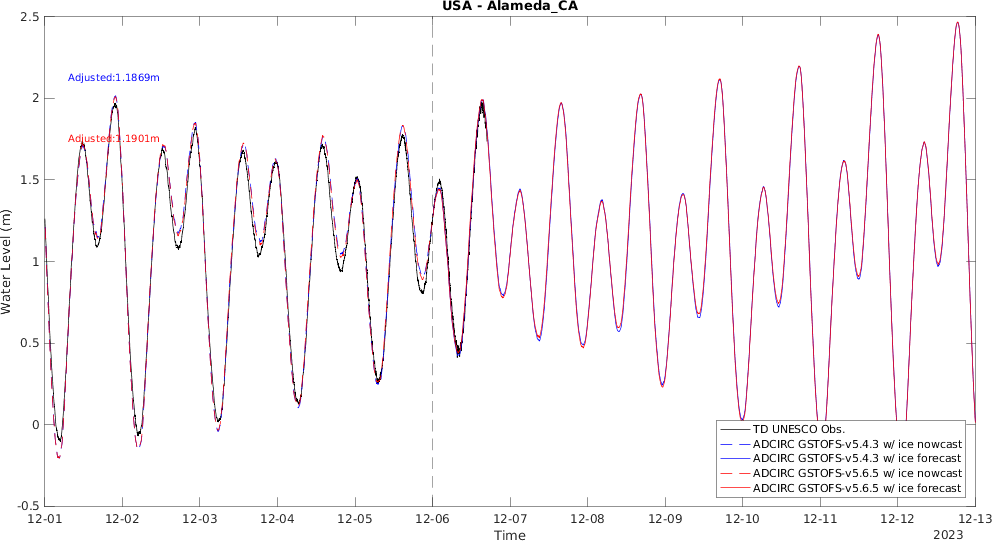 USA - Alameda_CA
2.5
Adjusted:1.1869m
2
Adjusted:1.1901m
1.5
1
0.5
0
-0.5
Water Level (m)
TD UNESCO Obs.
ADCIRC GSTOFS-v5.4.3 w/ ice nowcast
ADCIRC GSTOFS-v5.4.3 w/ ice forecast
ADCIRC GSTOFS-v5.6.5 w/ ice nowcast
ADCIRC GSTOFS-v5.6.5 w/ ice forecast
12-01 12-02 12-03 12-04 12-05 12-06 12-07 12-08 12-09 12-10 12-11 12-12 12-13
Time
2023